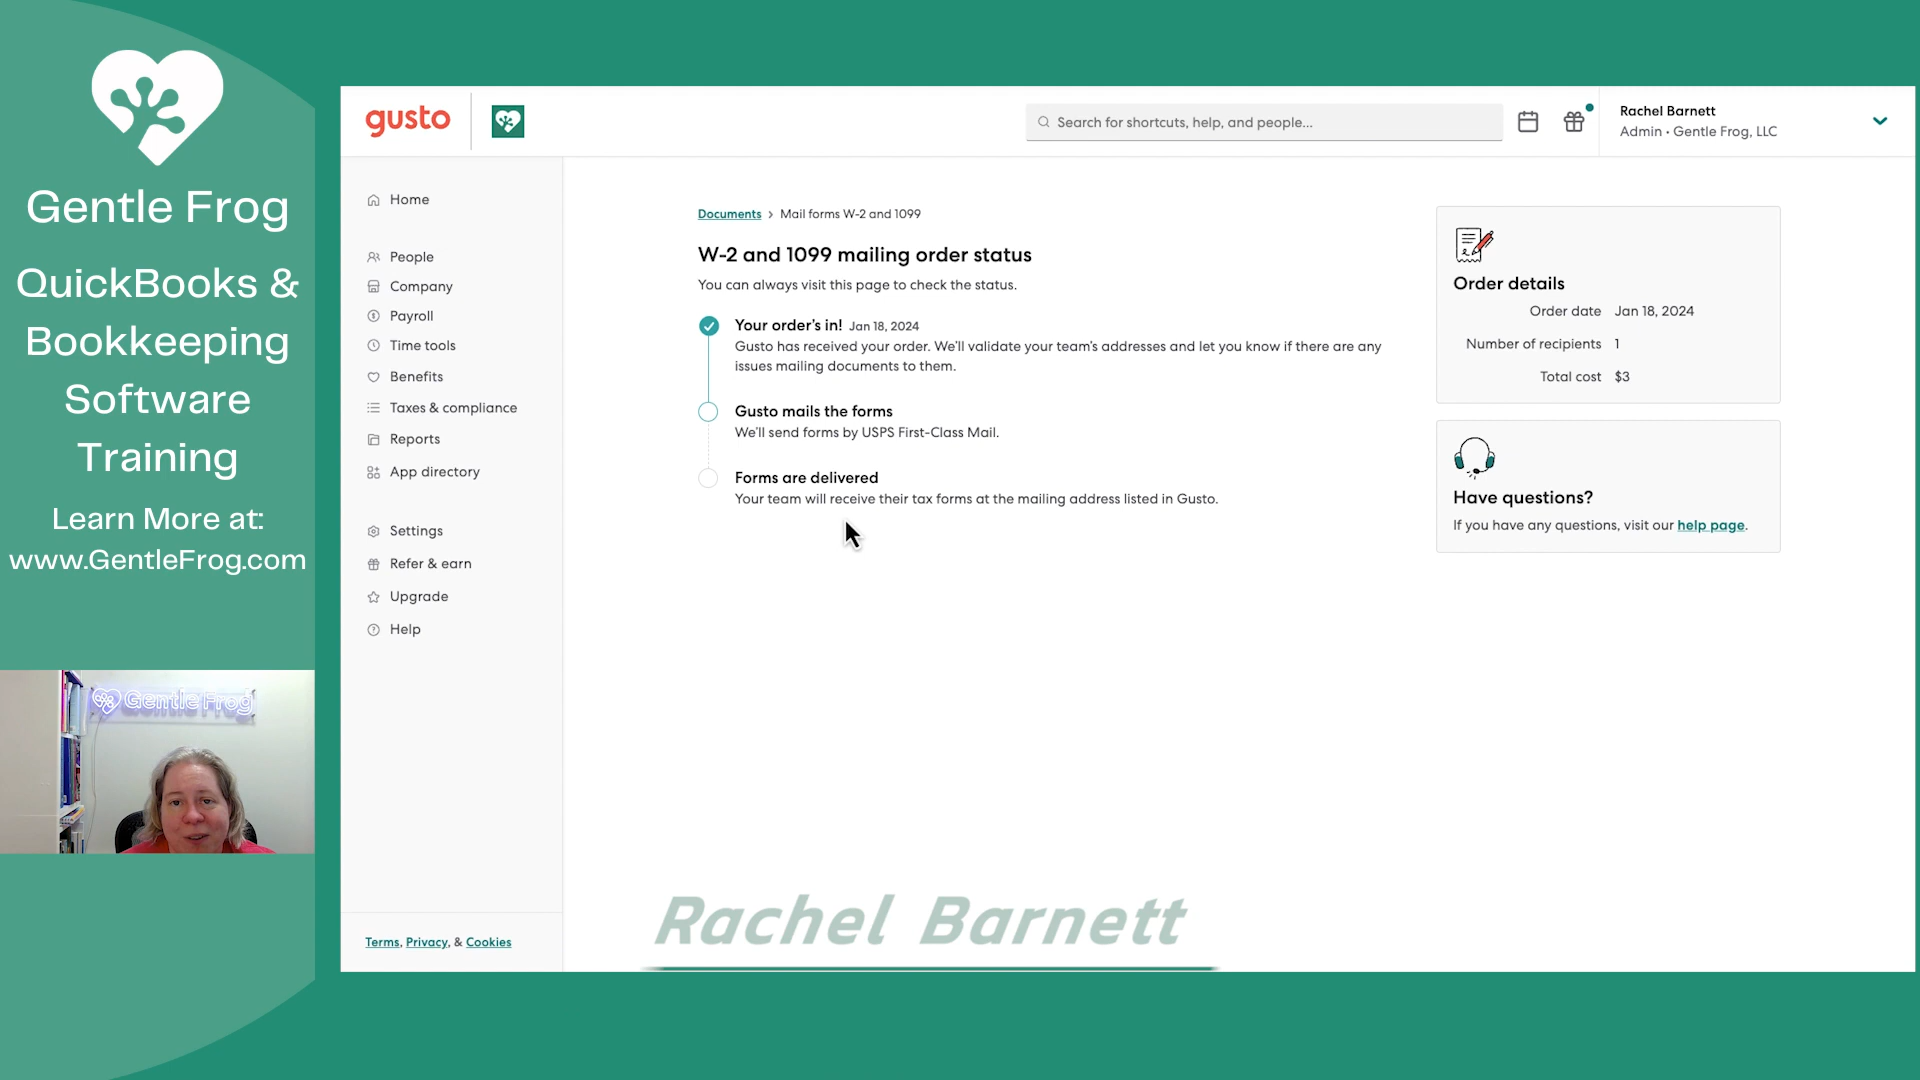 Gentle Frog
QuickBooks &
Bookkeeping
Software
Training
Learn More at:
www.GentleFrog.com
Gentle Frog
gusto
Search for shortcuts, help, and people...
Rachel Barnett
Admin • Gentle Frog, LLC
Home
People
Company
Payroll
Time tools
Benefits
Taxes & compliance
Reports
App directory
Settings
Refer & earn
Upgrade
Help
Terms, Privacy, & Cookies
Documents > Mail forms W-2 and 1099
W-2 and 1099 mailing order status
You can always visit this page to check the status.
Your order's in! Jan 18, 2024
Gusto has received your order. We'll validate your team's addresses and let you know if there are any
issues mailing documents to them.
Gusto mails the forms
We'll send forms by USPS First-Class Mail.
Forms are delivered
Your team will receive their tax forms at the mailing address listed in Gusto.
Order details
Order date Jan 18, 2024
Number of recipients 1
Total cost $3
Have questions?
If you have any questions, visit our help page.
Rachel Barnett